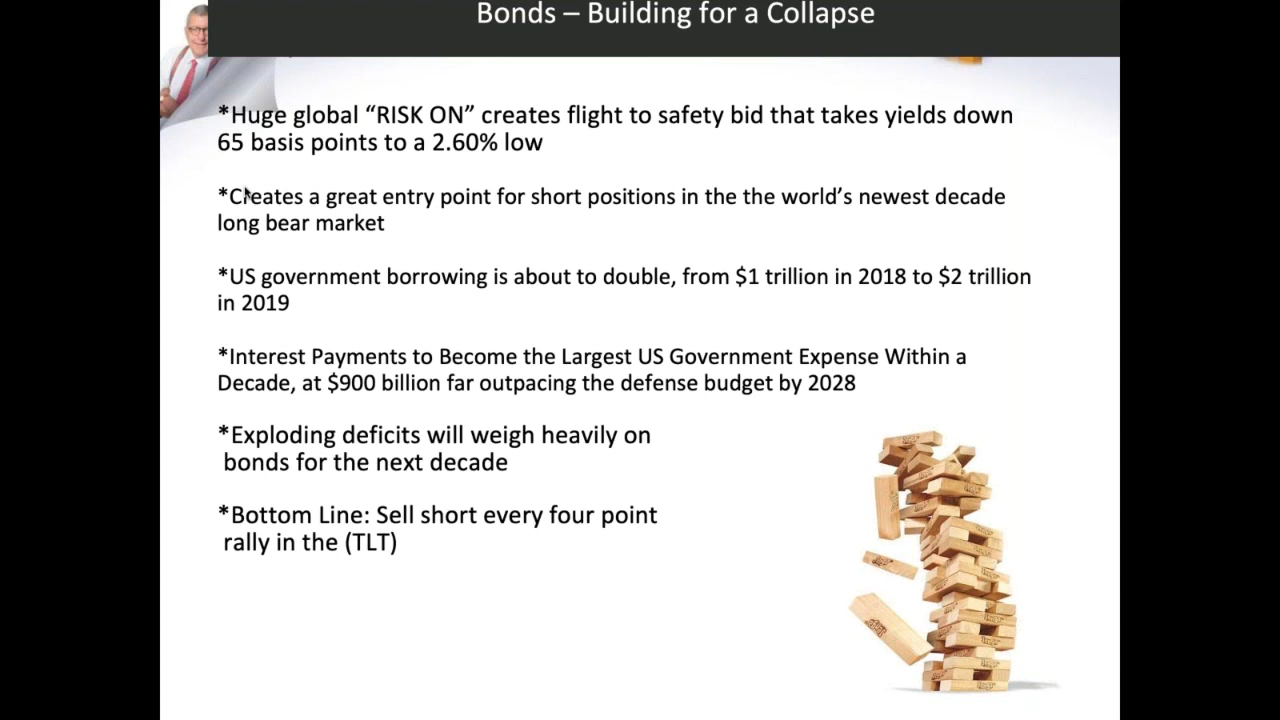 Bonds – Building for a Collapse
*Huge global “RISK ON” creates flight to safety bid that takes yields down
65 basis points to a 2.60% low
*Creates a great entry point for short positions in the the world’s newest decade
long bear market
*US government borrowing is about to double, from $1 trillion in 2018 to $2 trillion
in 2019
*Interest Payments to Become the Largest US Government Expense Within a
Decade, at $900 billion far outpacing the defense budget by 2028
*Exploding deficits will weigh heavily on
bonds for the next decade
*Bottom Line: Sell short every four point
rally in the (TLT)